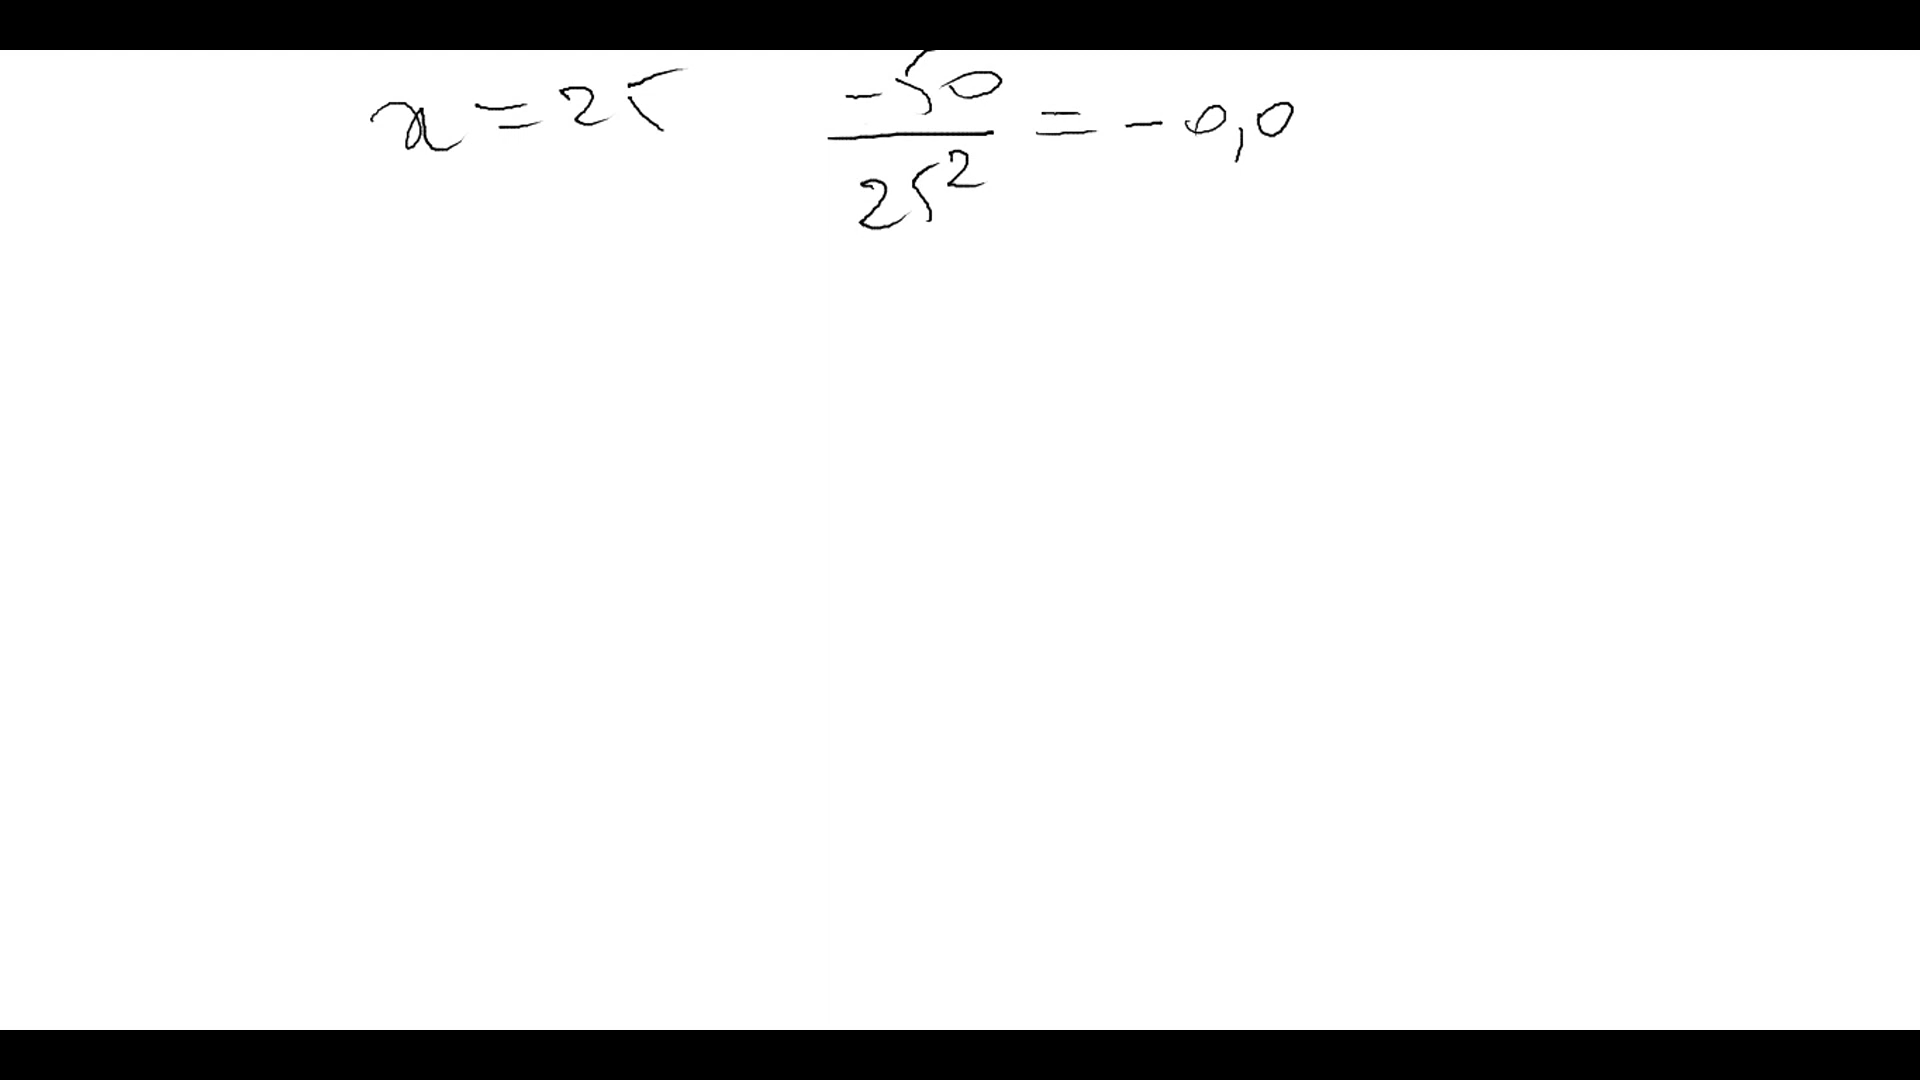 x = 25 -50/25² = -0,0